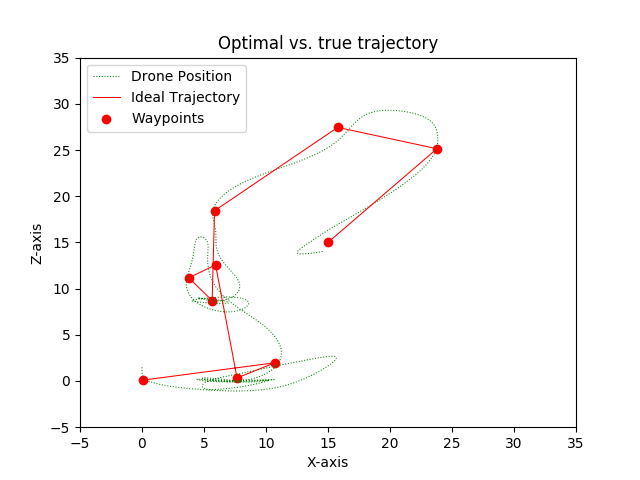 Optimal vs. true trajectory
Drone Position
Ideal Trajectory
Waypoints
35
30
25
20
15
10
5
0
−5
Z-axis
−5 0 5 10 15 20 25 30 35
X-axis